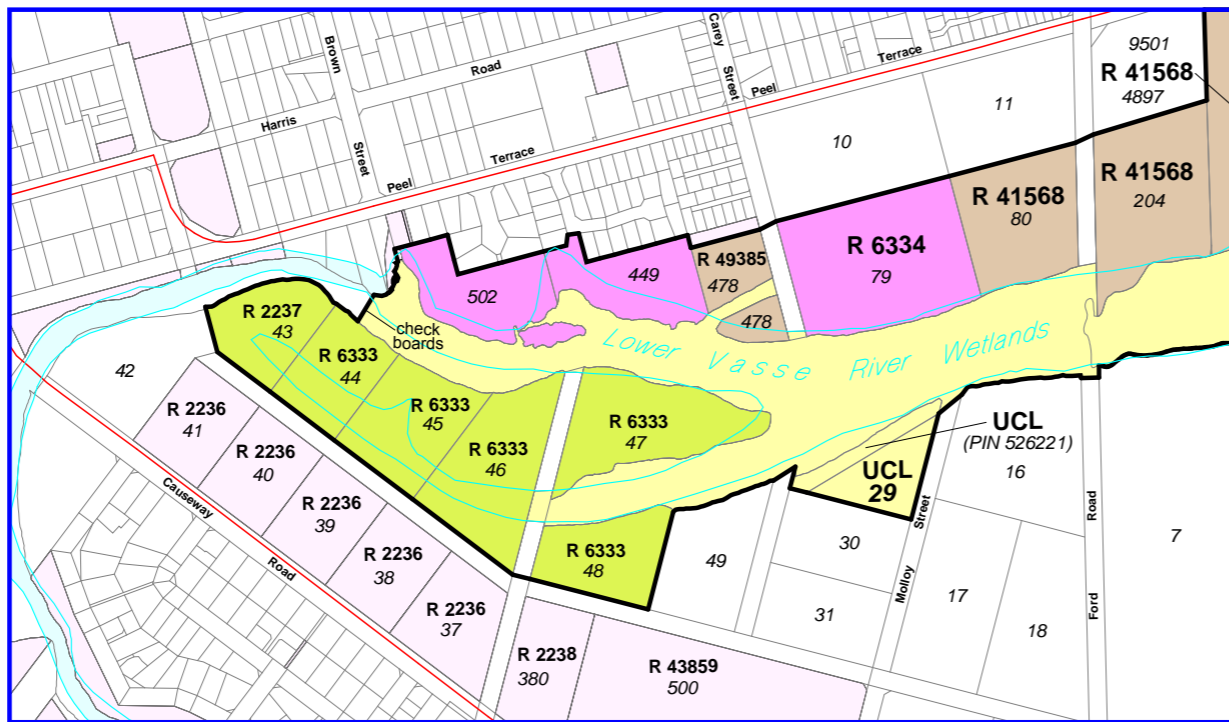 Brown
Street
Carey
Street
Terrace
Road
Peel
Harris
Terrace
Peel
9501
R 41568
4897
11
10
R 41568
204
R 41568
80
R 6334
79
R 49385
478
478
449
502
check
boards
Lower Vasse River Wetlands
R 2237
43
R 6333
44
R 6333
45
R 6333
46
R 6333
47
R 6333
48
42
R 2236
41
R 2236
40
R 2236
39
R 2236
38
R 2236
37
Causeway
Road
R 2238
380
R 43859
500
UCL
(PIN 526221)
16
UCL
29
Street
Molloy
49
30
31
17
18
Road
Ford
7